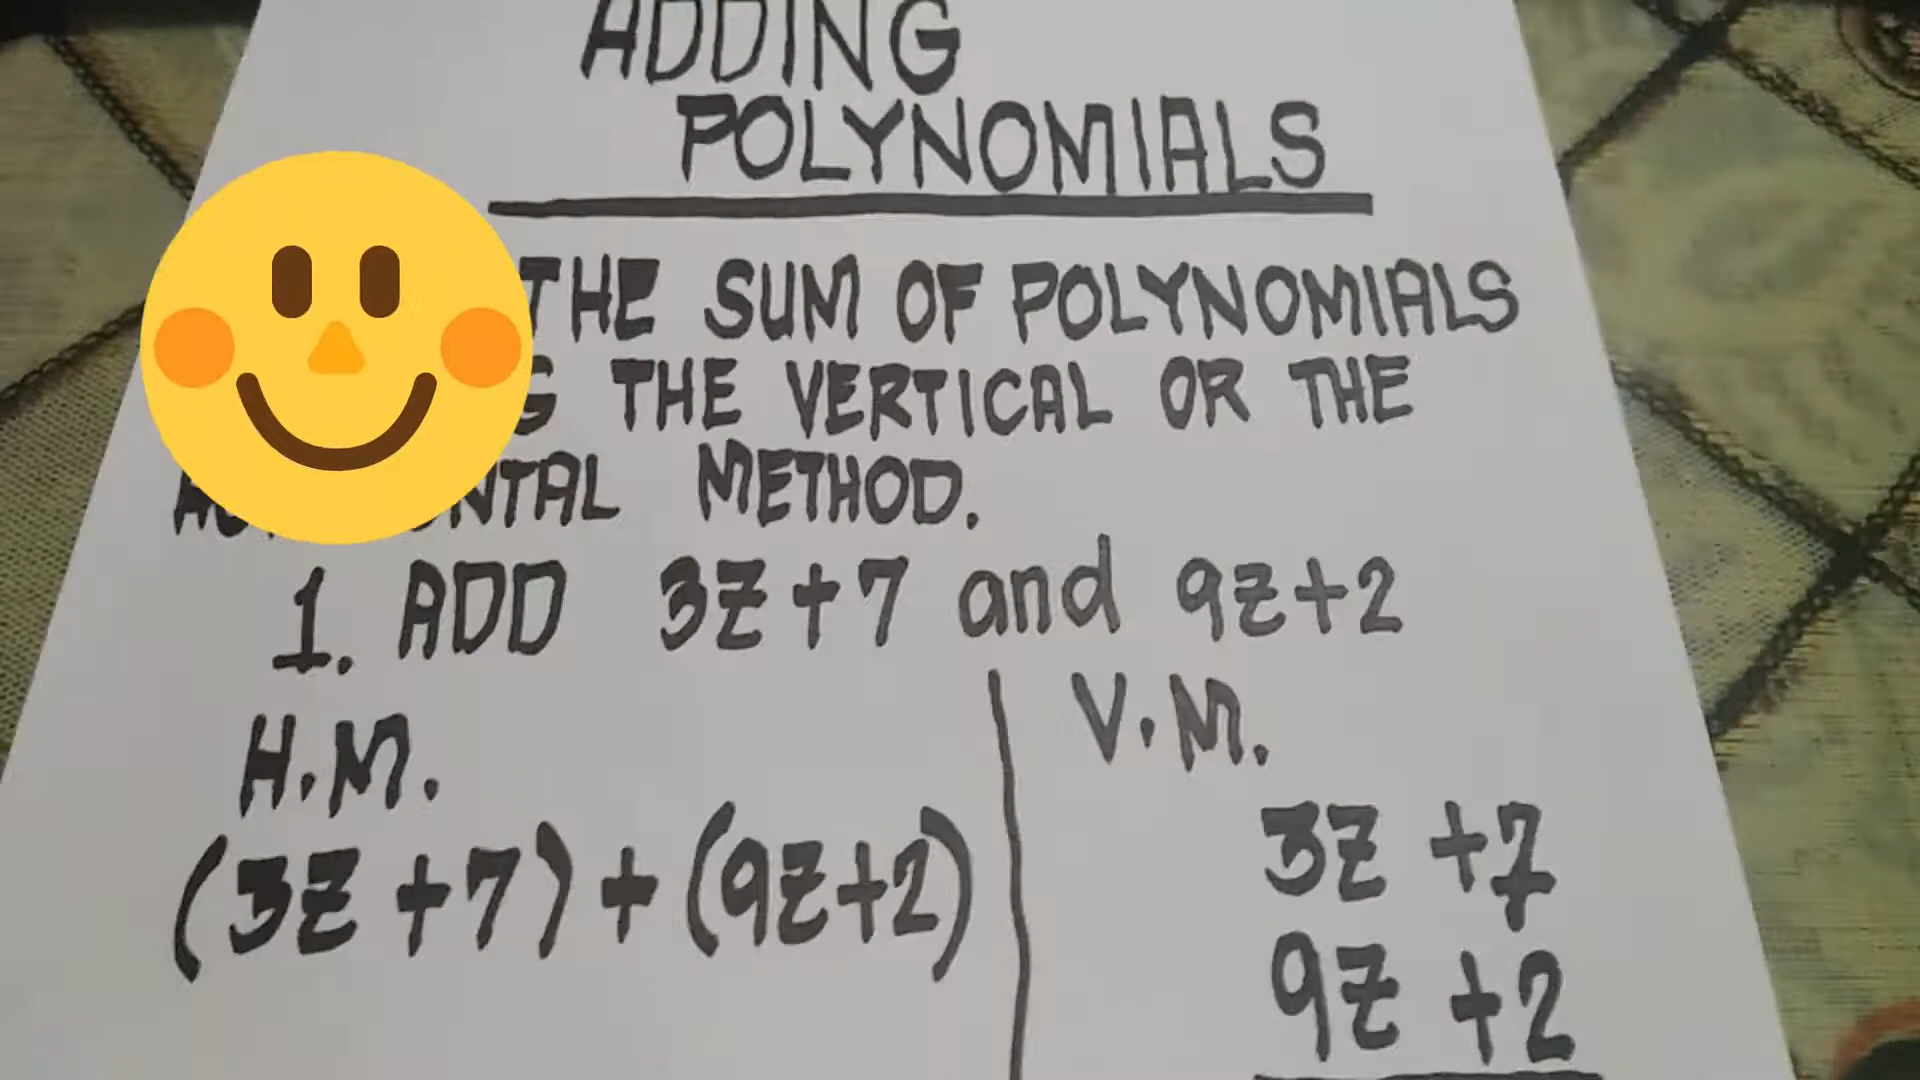 ADDING
POLYNOMIALS
THE SUM OF POLYNOMIALS
THE VERTICAL OR THE
METHOD.
1. ADD 3Z+7 and 9Z+2
H.M.
V.M.
(3Z+7)+(9Z+2)
3Z +7
9Z +2